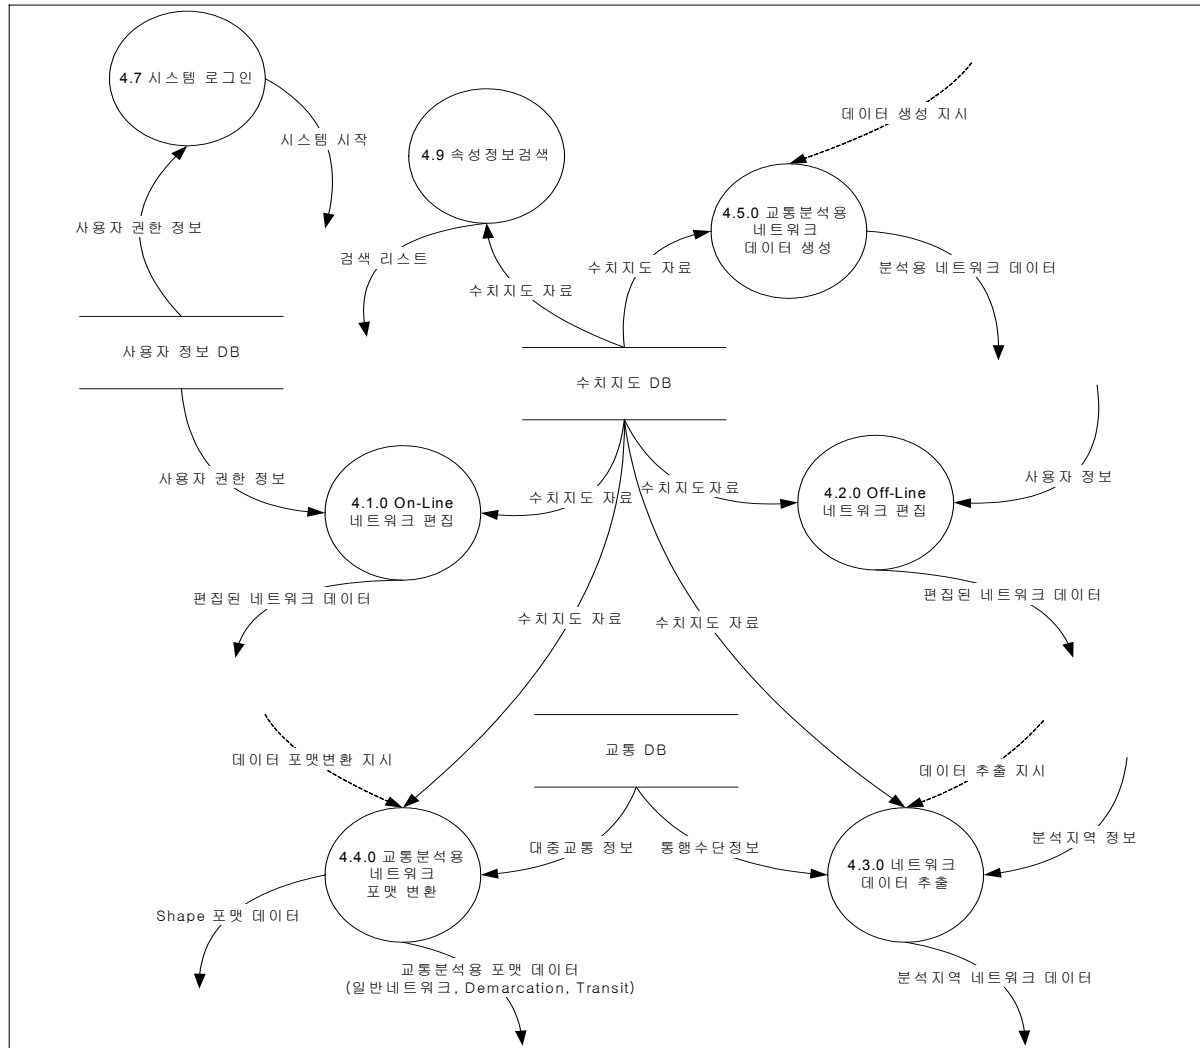 4.7 시스템 로그인
데이터 생성 지시
시스템 시작
4.9 속성정보검색
4.5.0 교통분석용
네트워크
데이터 생성
사용자 권한 정보
검색 리스트
수치지도 자료
수치지도 자료
분석용 네트워크 데이터
사용자 정보 DB
수치지도 DB
사용자 권한 정보
4.1.0 On-Line
네트워크 편집
수치지도 자료
수치지도자료
4.2.0 Off-Line
네트워크 편집
사용자 정보
편집된 네트워크 데이터
편집된 네트워크 데이터
수치지도 자료
수치지도 자료
교통 DB
데이터 포맷변환 지시
데이터 추출 지시
4.4.0 교통분석용
네트워크
포맷 변환
대중교통 정보
통행수단정보
4.3.0 네트워크
데이터 추출
분석지역 정보
Shape 포맷 데이터
교통분석용 포맷 데이터
(일반네트워크, Demarcation, Transit)
분석지역 네트워크 데이터